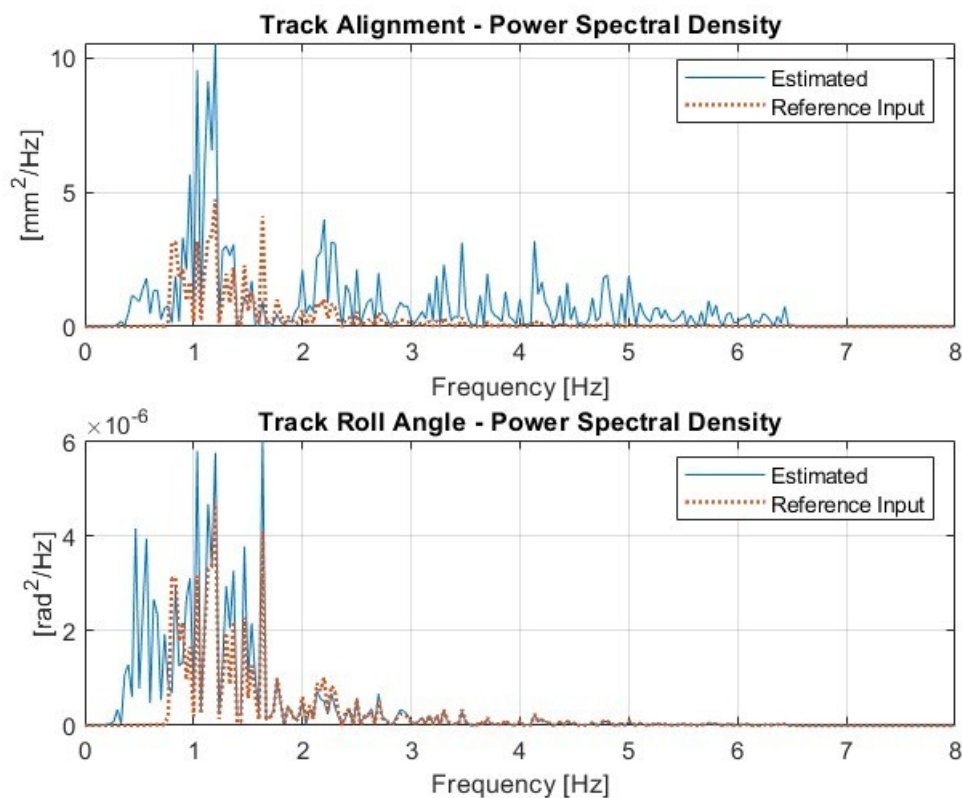 Track Alignment - Power Spectral Density
10
5
0
[mm²/Hz]
Estimated
Reference Input
0 1 2 3 4 5 6 7 8
Frequency [Hz]
×10⁻⁶
Track Roll Angle - Power Spectral Density
6
4
2
0
[rad²/Hz]
Estimated
Reference Input
0 1 2 3 4 5 6 7 8
Frequency [Hz]